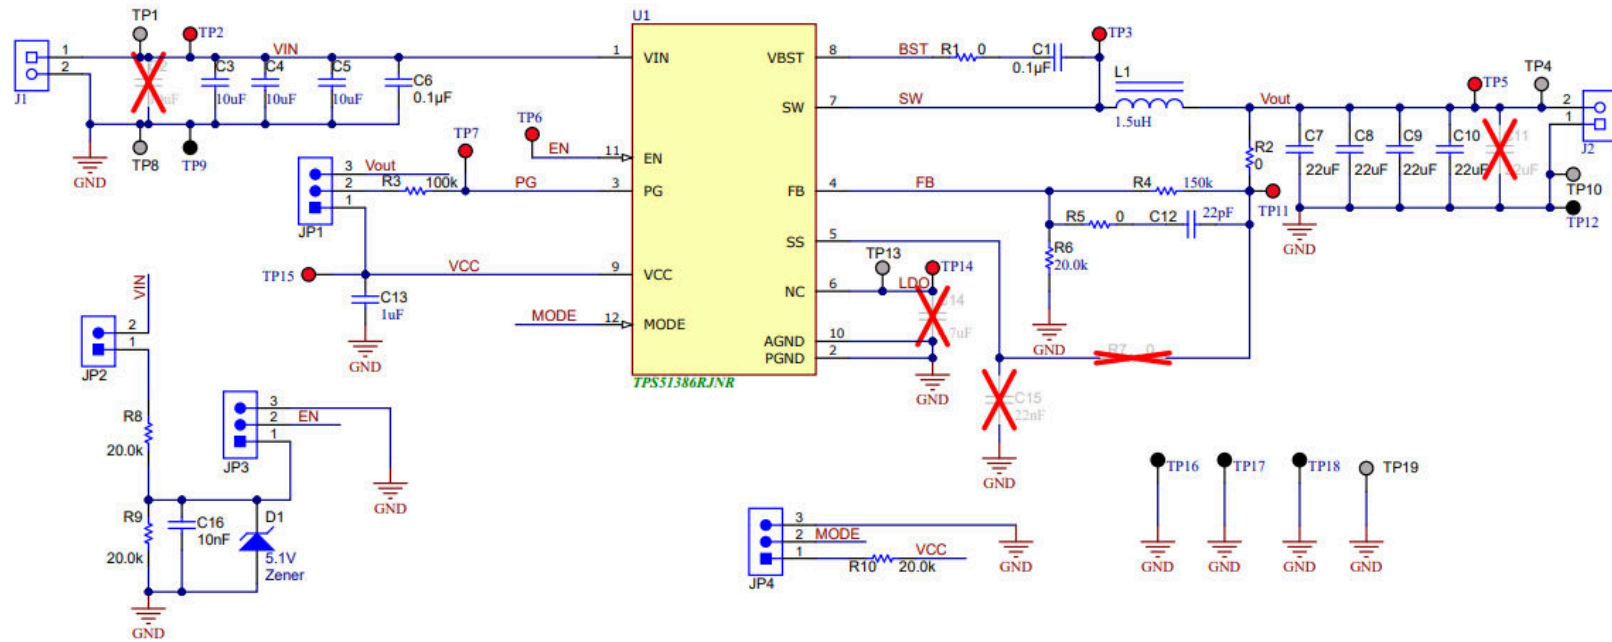 TP1
TP2
U1
TP3
1
VIN
1
VIN
VBST
8
BST
R1
0
C1
0.1µF
2
J1
C3
10uF
C4
10uF
C5
10uF
C6
0.1µF
L1
1.5uH
SW
7
SW
Vout
TP5
TP4
2
1
J2
TP8
TP9
GND
TP7
TP6
EN
11
EN
R2
0
C7
22uF
C8
22uF
C9
22uF
C10
22uF
C11
22uF
3
Vout
2
R3
100k
PG
3
PG
1
JP1
FB
4
FB
R4
150k
TP11
TP10
TP12
GND
R5
0
C12
22pF
SS
5
R6
20.0k
TP15
VCC
9
VCC
TP13
TP14
NC
6
LDO
C13
1uF
GND
VIN
MODE
12
MODE
AGND
10
PGND
2
GND
R7
0
GND
TPS51386RJNR
2
1
JP2
C15
22nF
GND
R8
20.0k
3
2
EN
1
JP3
GND
R9
20.0k
C16
10nF
D1
5.1V
Zener
GND
TP16
TP17
TP18
TP19
GND
GND
GND
GND
3
2
MODE
1
R10
20.0k
VCC
JP4
GND